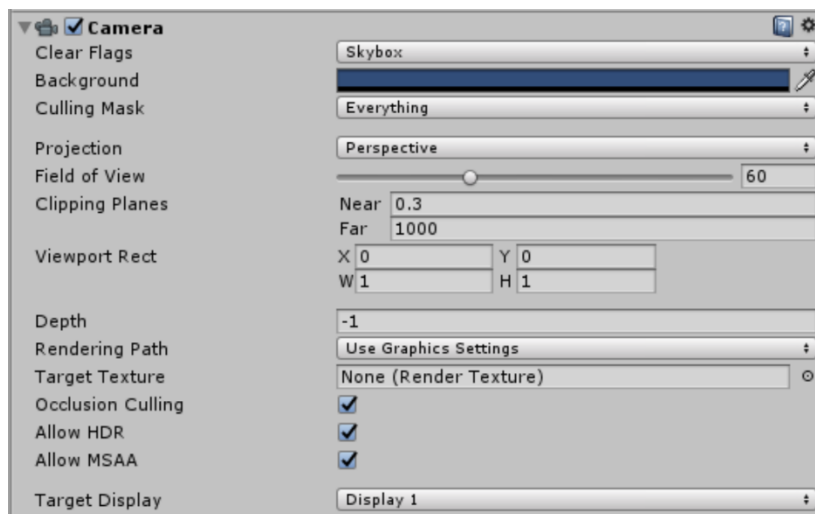 Camera
Clear Flags Skybox
Background
Culling Mask Everything
Projection Perspective
Field of View 60
Clipping Planes Near 0.3
Far 1000
Viewport Rect X 0 Y 0
W 1 H 1
Depth -1
Rendering Path Use Graphics Settings
Target Texture None (Render Texture)
Occlusion Culling
Allow HDR
Allow MSAA
Target Display Display 1